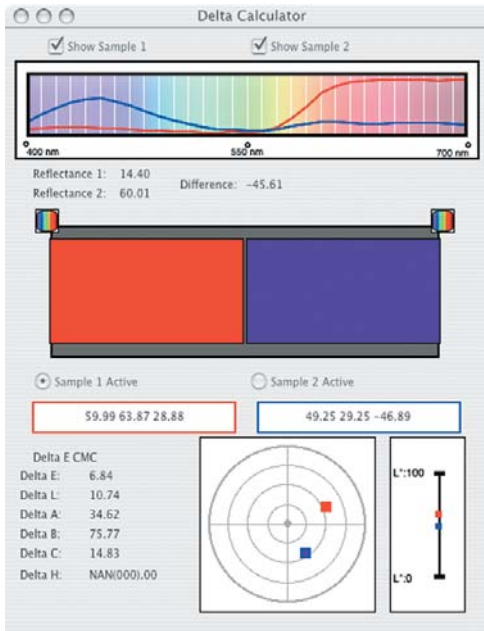 Delta Calculator
Show Sample 1 Show Sample 2
400 nm 550 nm 700 nm
Reflectance 1: 14.40
Reflectance 2: 60.01
Difference: -45.61
Sample 1 Active Sample 2 Active
59.99 63.87 28.88 49.25 29.25 -46.89
Delta E CMC
Delta E: 6.84
Delta L: 10.74
Delta A: 34.62
Delta B: 75.77
Delta C: 14.83
Delta H: NAN(000).00
L*:100
L*:0